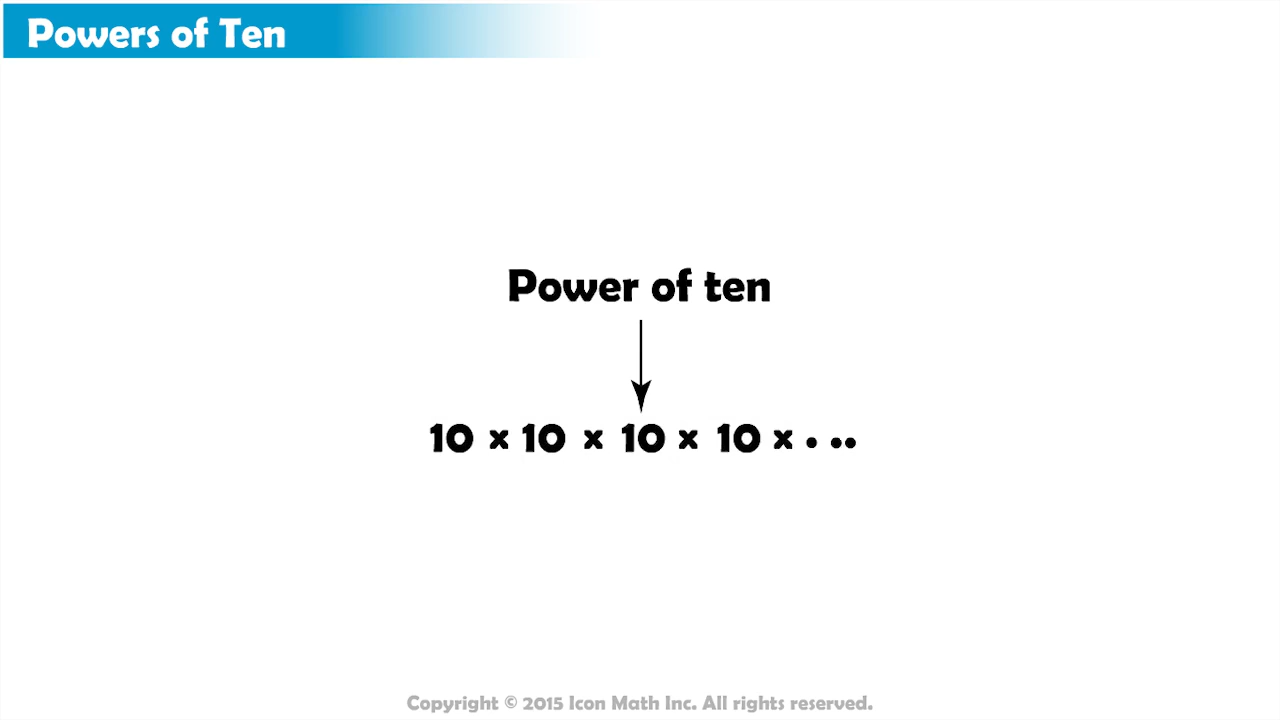 Powers of Ten
Power of ten
10 x 10 x 10 x 10 x . ..
Copyright © 2015 Icon Math Inc. All rights reserved.